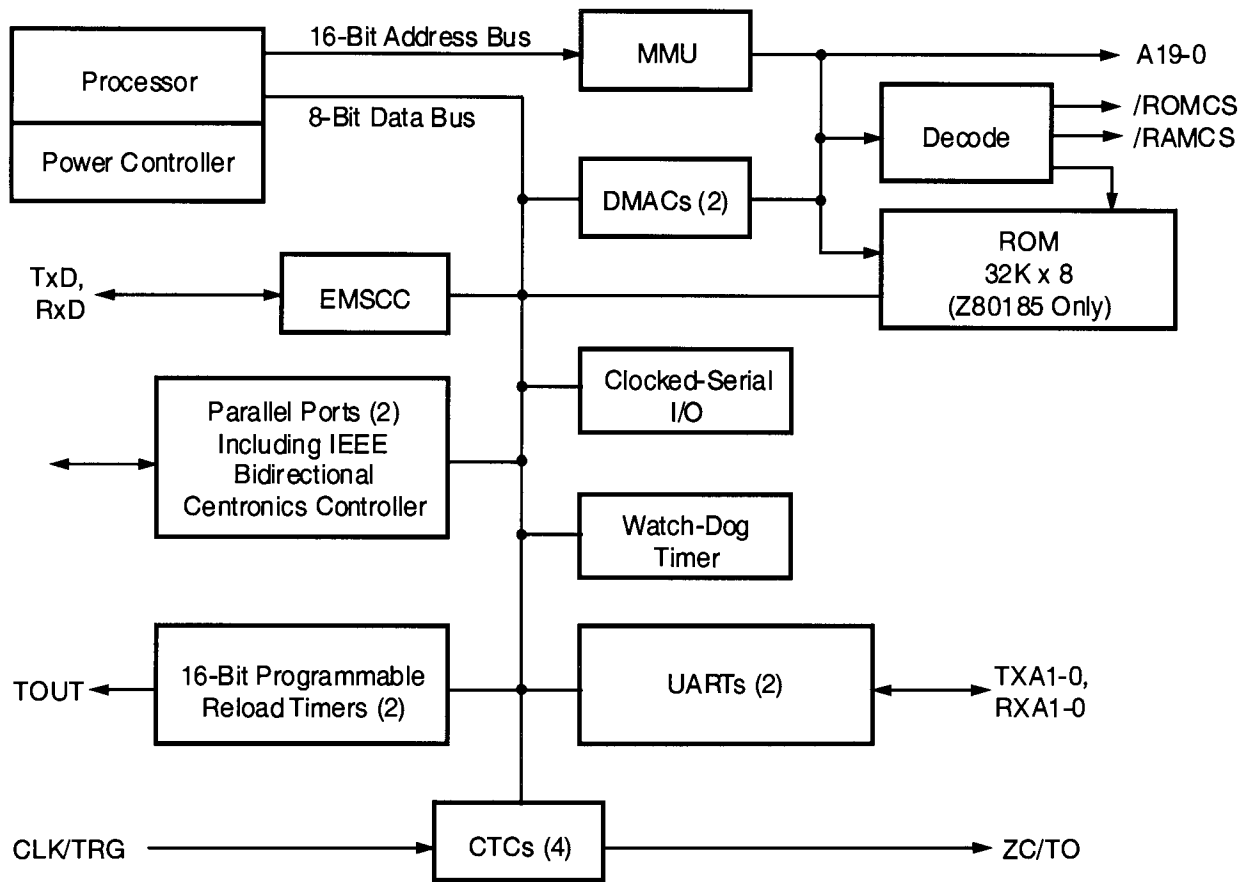 16-Bit Address Bus
MMU
A19-0
Processor
8-Bit Data Bus
/ROMCS
Decode
/RAMCS
Power Controller
DMACs (2)
ROM
32K x 8
(Z80185 Only)
TxD,
RxD
EMSCC
Clocked-Serial
I/O
Parallel Ports (2)
Including IEEE
Bidirectional
Centronics Controller
Watch-Dog
Timer
TOUT
16-Bit Programmable
Reload Timers (2)
UARTs (2)
TXA1-0,
RXA1-0
CLK/TRG
CTCs (4)
ZC/TO